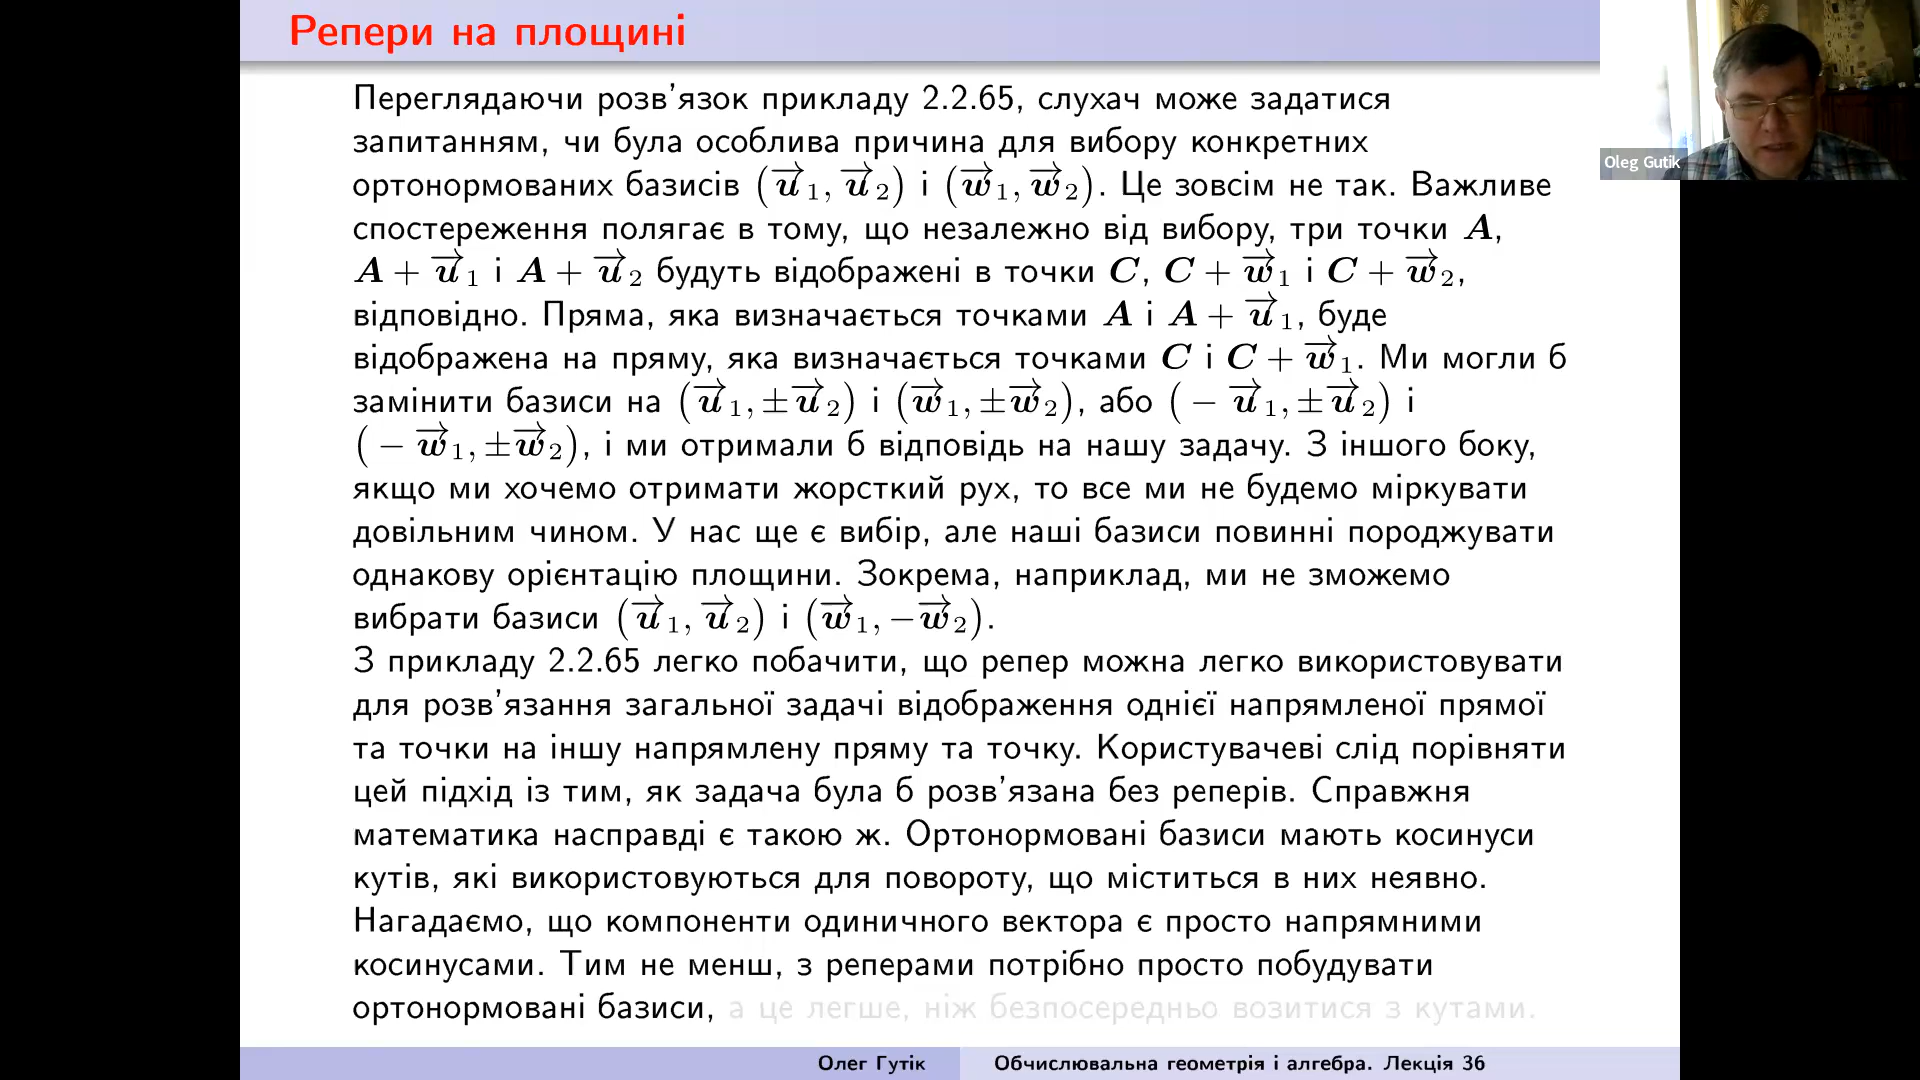 Репери на площині
Переглядаючи розв'язок прикладу 2.2.65, слухач може задатися
запитанням, чи була особлива причина для вибору конкретних
ортонормованих базисів (u⃗₁, u⃗₂) і (w⃗₁, w⃗₂). Це зовсім не так. Важливе
спостереження полягає в тому, що незалежно від вибору, три точки A,
A + u⃗₁ і A + u⃗₂ будуть відображені в точки C, C + w⃗₁ і C + w⃗₂,
відповідно. Пряма, яка визначається точками A і A + u⃗₁, буде
відображена на пряму, яка визначається точками C і C + w⃗₁. Ми могли б
замінити базиси на (u⃗₁, ±u⃗₂) і (w⃗₁, ±w⃗₂), або (− u⃗₁, ±u⃗₂) і
(− w⃗₁, ±w⃗₂), і ми отримали б відповідь на нашу задачу. З іншого боку,
якщо ми хочемо отримати жорсткий рух, то все ми не будемо міркувати
довільним чином. У нас ще є вибір, але наші базиси повинні породжувати
однакову орієнтацію площини. Зокрема, наприклад, ми не зможемо
вибрати базиси (u⃗₁, u⃗₂) і (w⃗₁, −w⃗₂).
З прикладу 2.2.65 легко побачити, що репер можна легко використовувати
для розв'язання загальної задачі відображення однієї напрямленої прямої
та точки на іншу напрямлену пряму та точку. Користувачеві слід порівняти
цей підхід із тим, як задача була б розв'язана без реперів. Справжня
математика насправді є такою ж. Ортонормовані базиси мають косинуси
кутів, які використовуються для повороту, що міститься в них неявно.
Нагадаємо, що компоненти одиничного вектора є просто напрямними
косинусами. Тим не менш, з реперами потрібно просто побудувати
ортонормовані базиси, а це легше, ніж безпосередньо возитися з кутами.
Олег Гутік Обчислювальна геометрія і алгебра. Лекція 36
Oleg Gutik